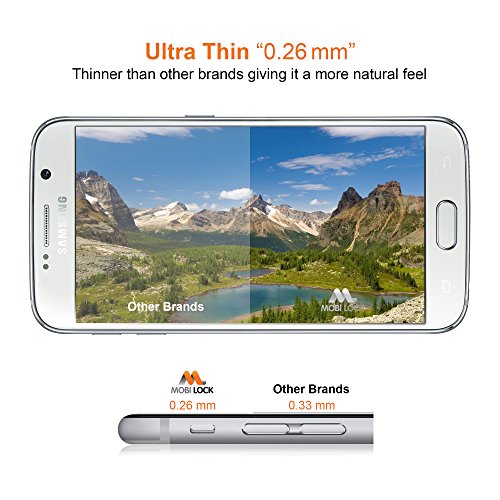 Ultra Thin “0.26 mm”
Thinner than other brands giving it a more natural feel
SAMSUNG
Other Brands
MOBI LOCK
MOBI LOCK
0.26 mm
Other Brands
0.33 mm